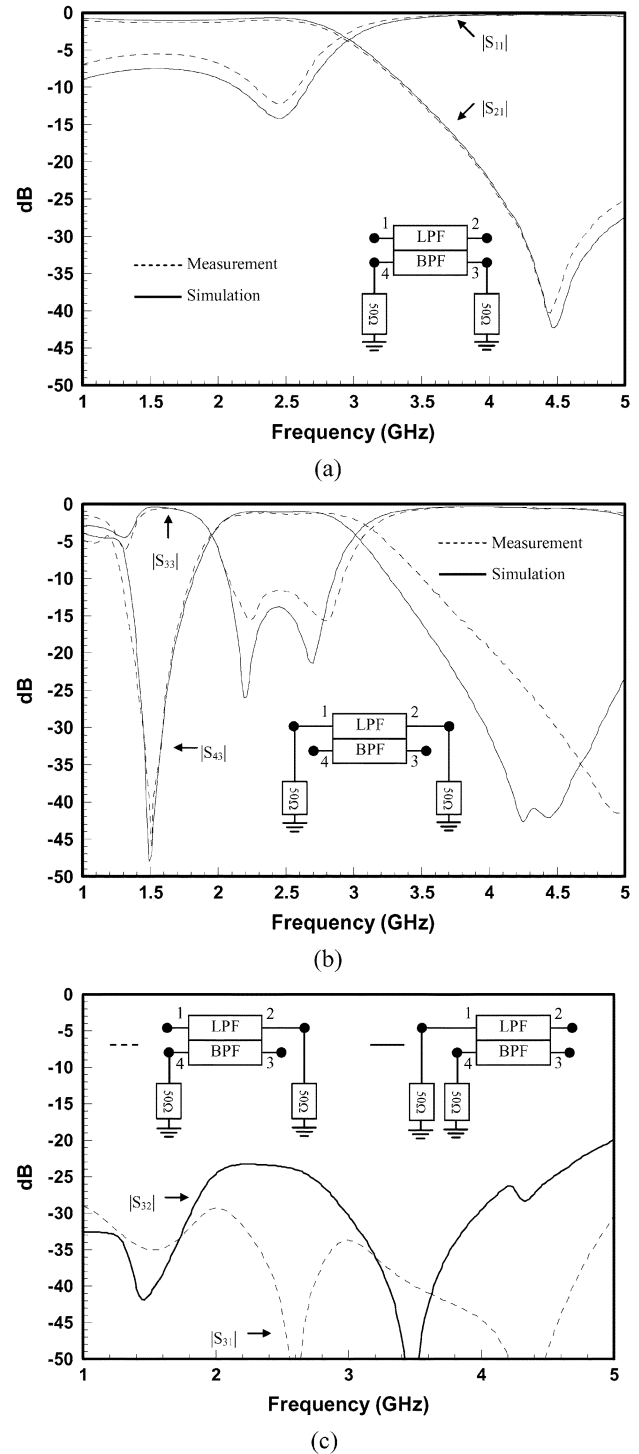 0
-5
-10
-15
-20
-25
-30
-35
-40
-45
-50
dB
|S11|
|S21|
1 2
LPF
BPF
4 3
50Ω 50Ω
Measurement
Simulation
1 1.5 2 2.5 3 3.5 4 4.5 5
Frequency (GHz)
(a)
0
-5
-10
-15
-20
-25
-30
-35
-40
-45
-50
dB
|S33|
|S43|
Measurement
Simulation
1 2
LPF
BPF
4 3
50Ω 50Ω
1 1.5 2 2.5 3 3.5 4 4.5 5
Frequency (GHz)
(b)
0
-5
-10
-15
-20
-25
-30
-35
-40
-45
-50
dB
1 2
LPF
BPF
4 3
50Ω 50Ω
1 2
LPF
BPF
4 3
50Ω 50Ω
|S32|
|S31|
1 2 3 4 5
Frequency (GHz)
(c)